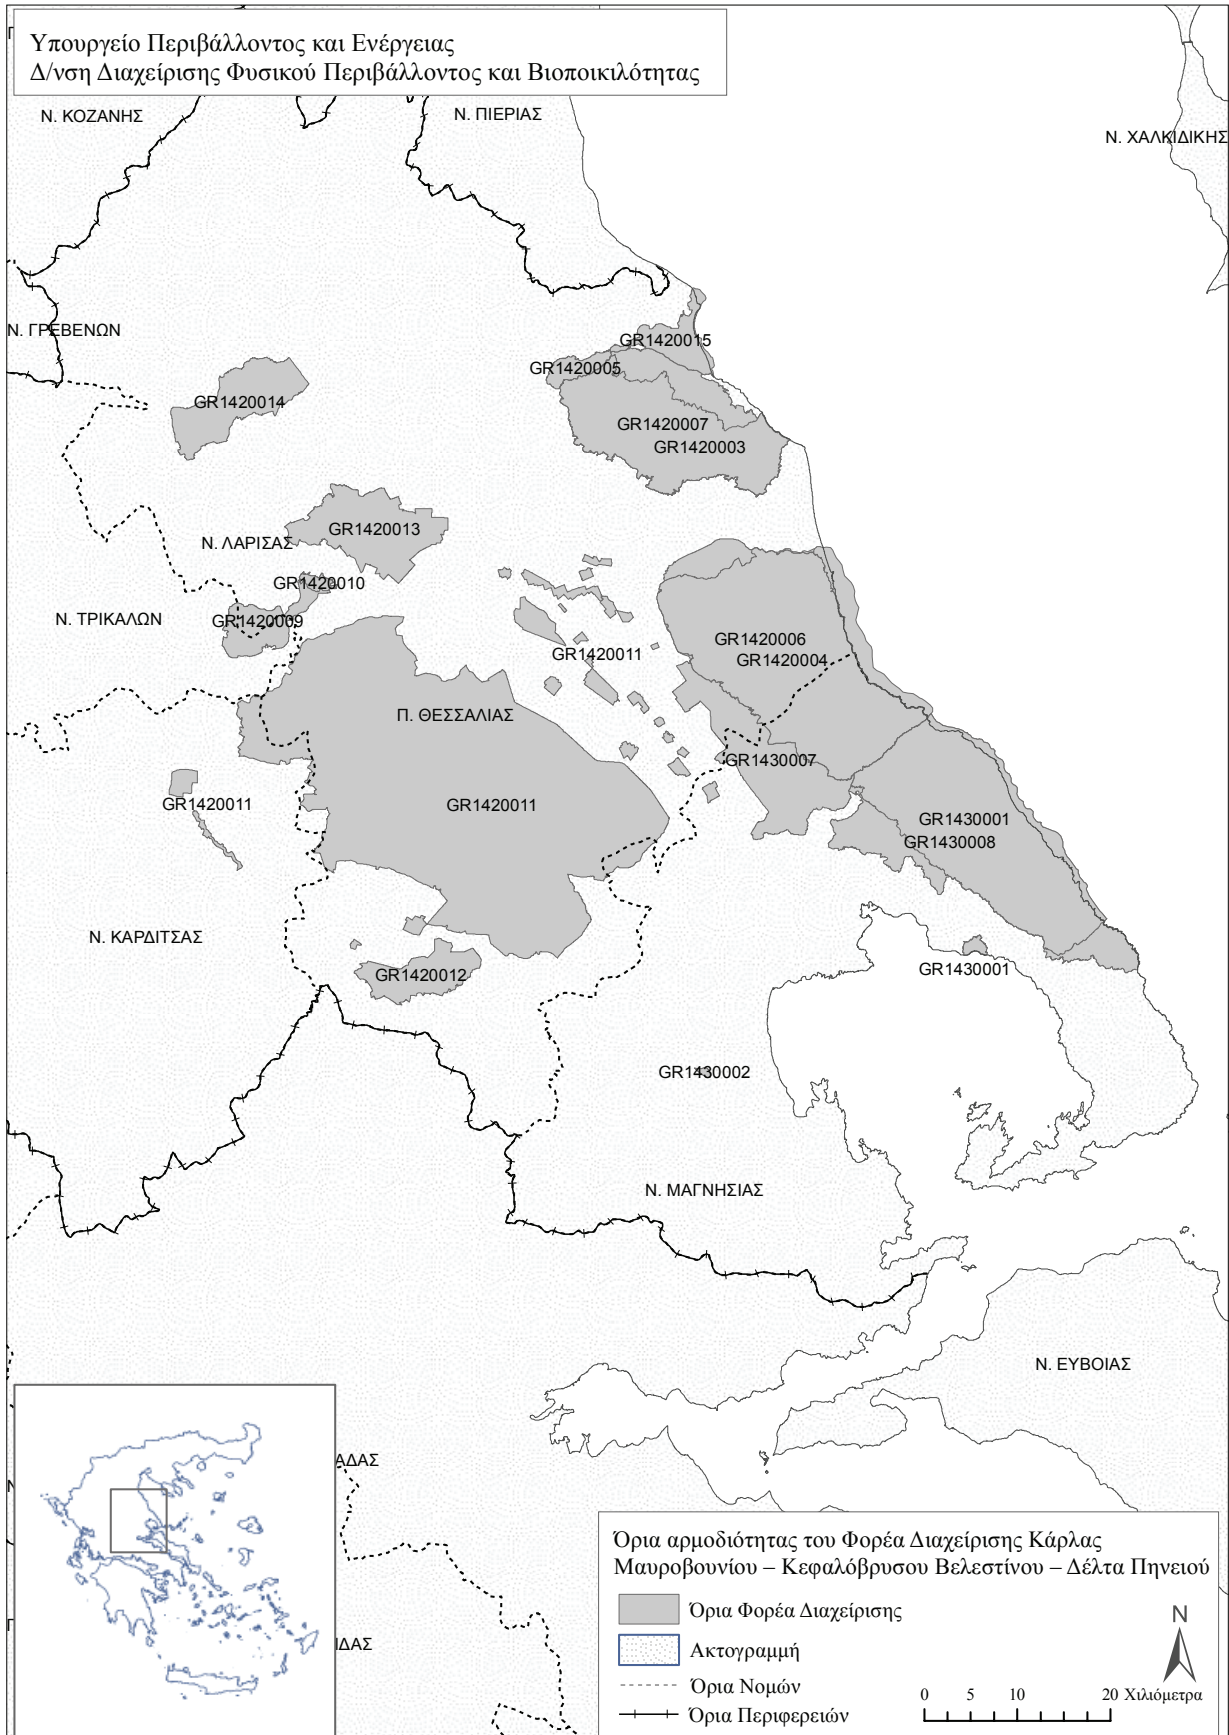 Υπουργείο Περιβάλλοντος και Ενέργειας
Δ/νση Διαχείρισης Φυσικού Περιβάλλοντος και Βιοποικιλότητας
Ν. ΚΟΖΑΝΗΣ
Ν. ΠΙΕΡΙΑΣ
Ν. ΧΑΛΚΙΔΙΚΗΣ
Ν. ΓΡΕΒΕΝΩΝ
GR1420015
GR1420005
GR1420014
GR1420007
GR1420003
GR1420013
Ν. ΛΑΡΙΣΑΣ
GR1420010
Ν. ΤΡΙΚΑΛΩΝ
GR1420009
GR1420006
GR1420011
GR1420004
Π. ΘΕΣΣΑΛΙΑΣ
GR1430007
GR1420011
GR1420011
GR1430001
GR1430008
Ν. ΚΑΡΔΙΤΣΑΣ
GR1420012
GR1430001
GR1430002
Ν. ΜΑΓΝΗΣΙΑΣ
Ν. ΕΥΒΟΙΑΣ
ΑΔΑΣ
ΙΔΑΣ
Όρια αρμοδιότητας του Φορέα Διαχείρισης Κάρλας
Μαυροβουνίου – Κεφαλόβρυσου Βελεστίνου – Δέλτα Πηνειού
Όρια Φορέα Διαχείρισης
Ακτογραμμή
Όρια Νομών
Όρια Περιφερειών
N
0 5 10 20 Χιλιόμετρα